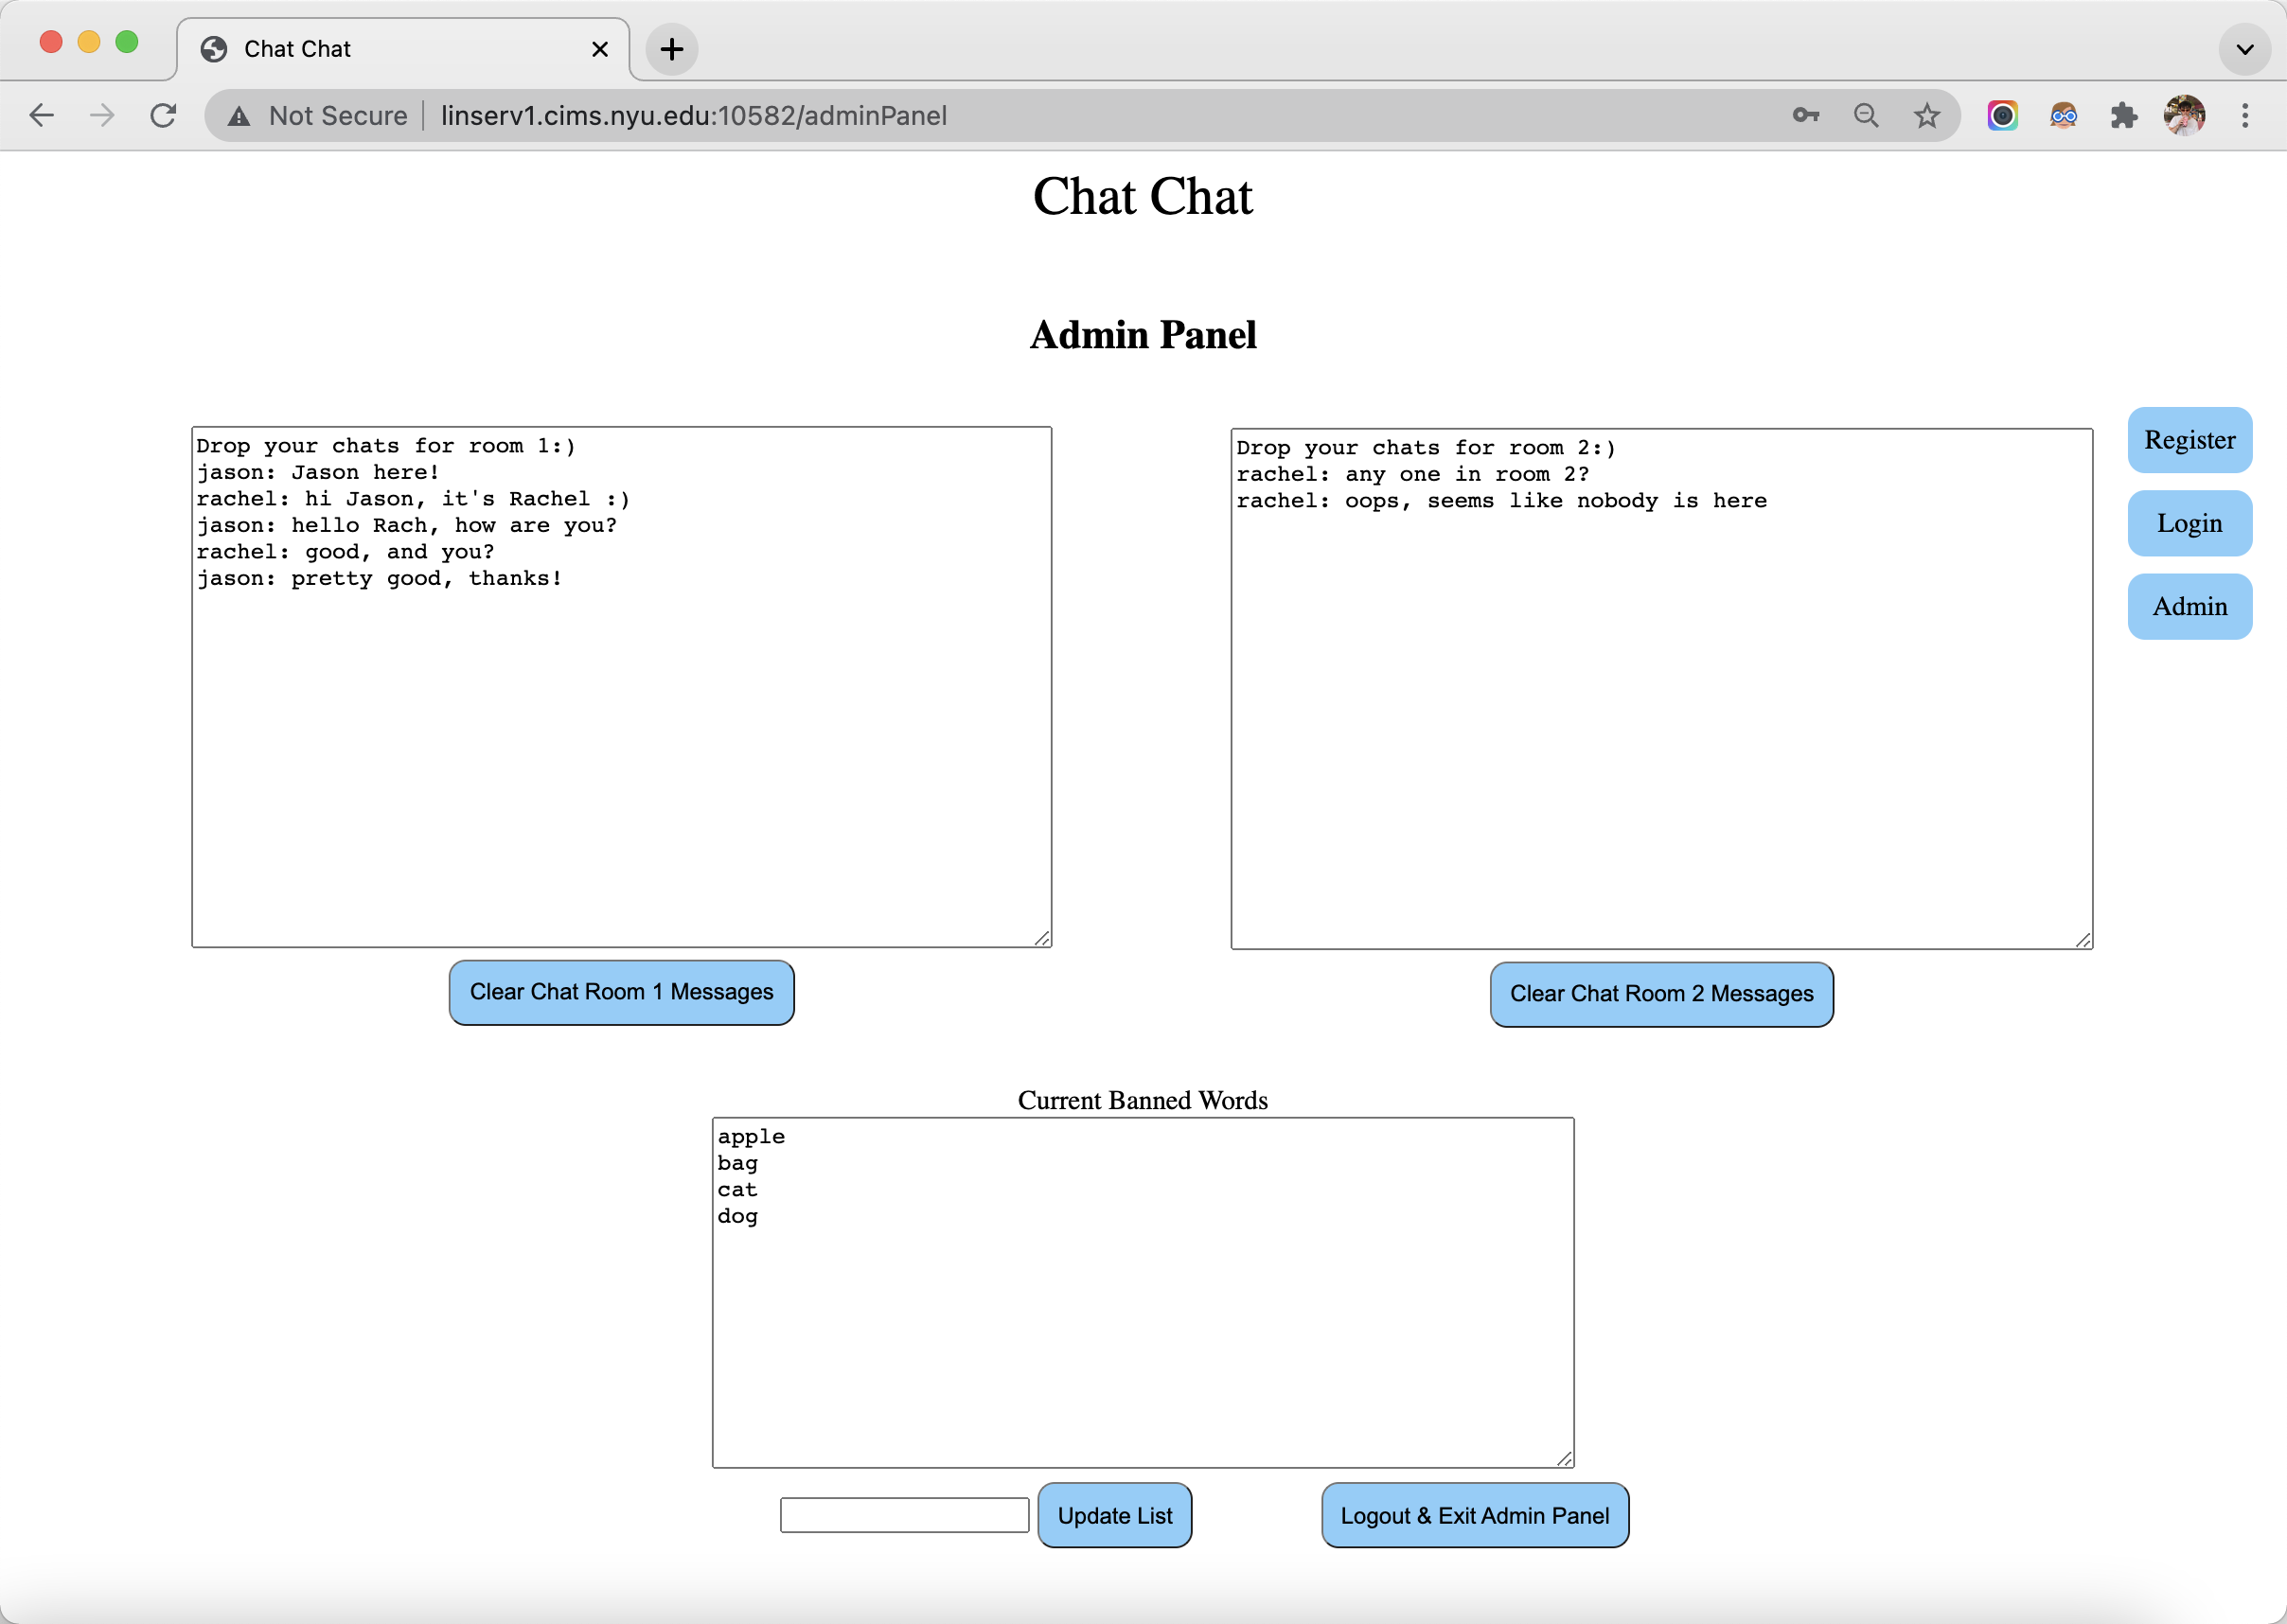 Chat Chat
Not Secure
linserv1.cims.nyu.edu:10582/adminPanel
Chat Chat
Admin Panel
Drop your chats for room 1:)
jason: Jason here!
rachel: hi Jason, it's Rachel :)
jason: hello Rach, how are you?
rachel: good, and you?
jason: pretty good, thanks!
Clear Chat Room 1 Messages
Drop your chats for room 2:)
rachel: any one in room 2?
rachel: oops, seems like nobody is here
Clear Chat Room 2 Messages
Register
Login
Admin
Current Banned Words
apple
bag
cat
dog
Update List
Logout & Exit Admin Panel